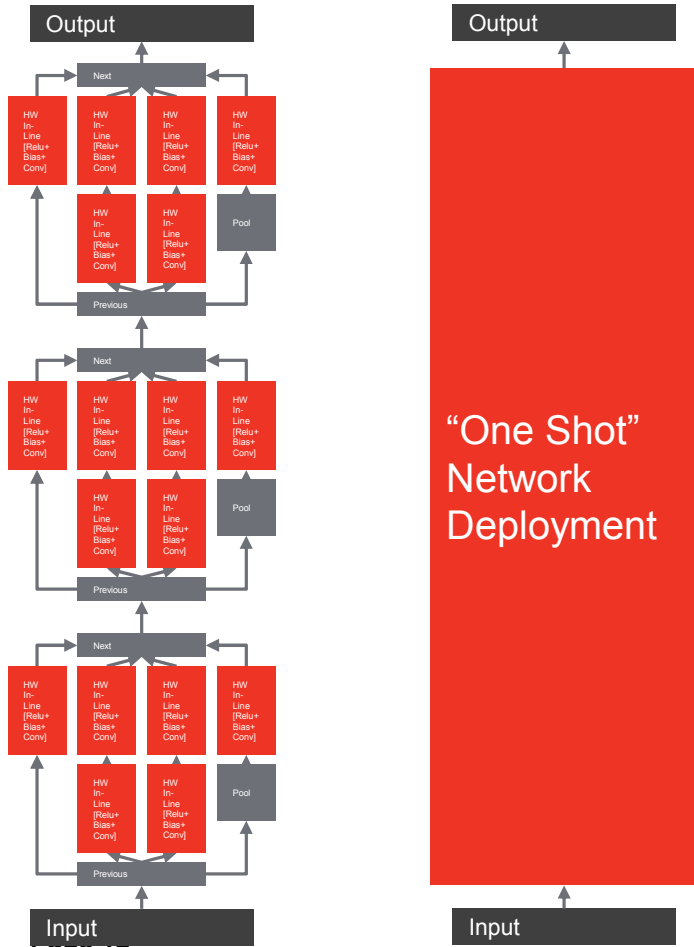 Output
Next
HW
In-
Line
[Relu+
Bias+
Conv]
HW
In-
Line
[Relu+
Bias+
Conv]
HW
In-
Line
[Relu+
Bias+
Conv]
HW
In-
Line
[Relu+
Bias+
Conv]
HW
In-
Line
[Relu+
Bias+
Conv]
HW
In-
Line
[Relu+
Bias+
Conv]
Pool
Previous
Next
HW
In-
Line
[Relu+
Bias+
Conv]
HW
In-
Line
[Relu+
Bias+
Conv]
HW
In-
Line
[Relu+
Bias+
Conv]
HW
In-
Line
[Relu+
Bias+
Conv]
HW
In-
Line
[Relu+
Bias+
Conv]
HW
In-
Line
[Relu+
Bias+
Conv]
Pool
Previous
Next
HW
In-
Line
[Relu+
Bias+
Conv]
HW
In-
Line
[Relu+
Bias+
Conv]
HW
In-
Line
[Relu+
Bias+
Conv]
HW
In-
Line
[Relu+
Bias+
Conv]
HW
In-
Line
[Relu+
Bias+
Conv]
HW
In-
Line
[Relu+
Bias+
Conv]
Pool
Previous
Input
Output
“One Shot”
Network
Deployment
Input